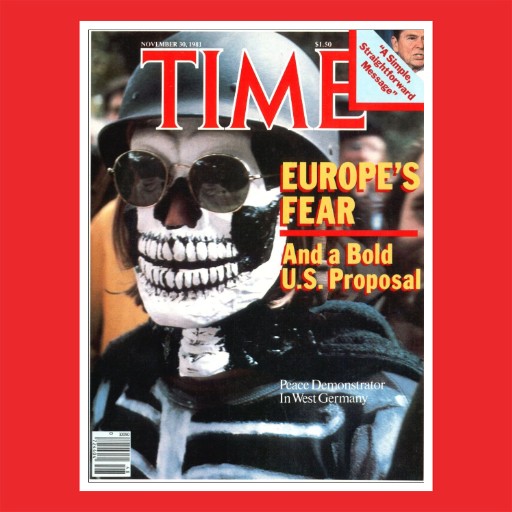 NOVEMBER 30, 1981
$1.50
TIME
"A Simple,
Straightforward
Message"
EUROPE'S
FEAR
And a Bold
U.S. Proposal
Peace Demonstrator
In West Germany